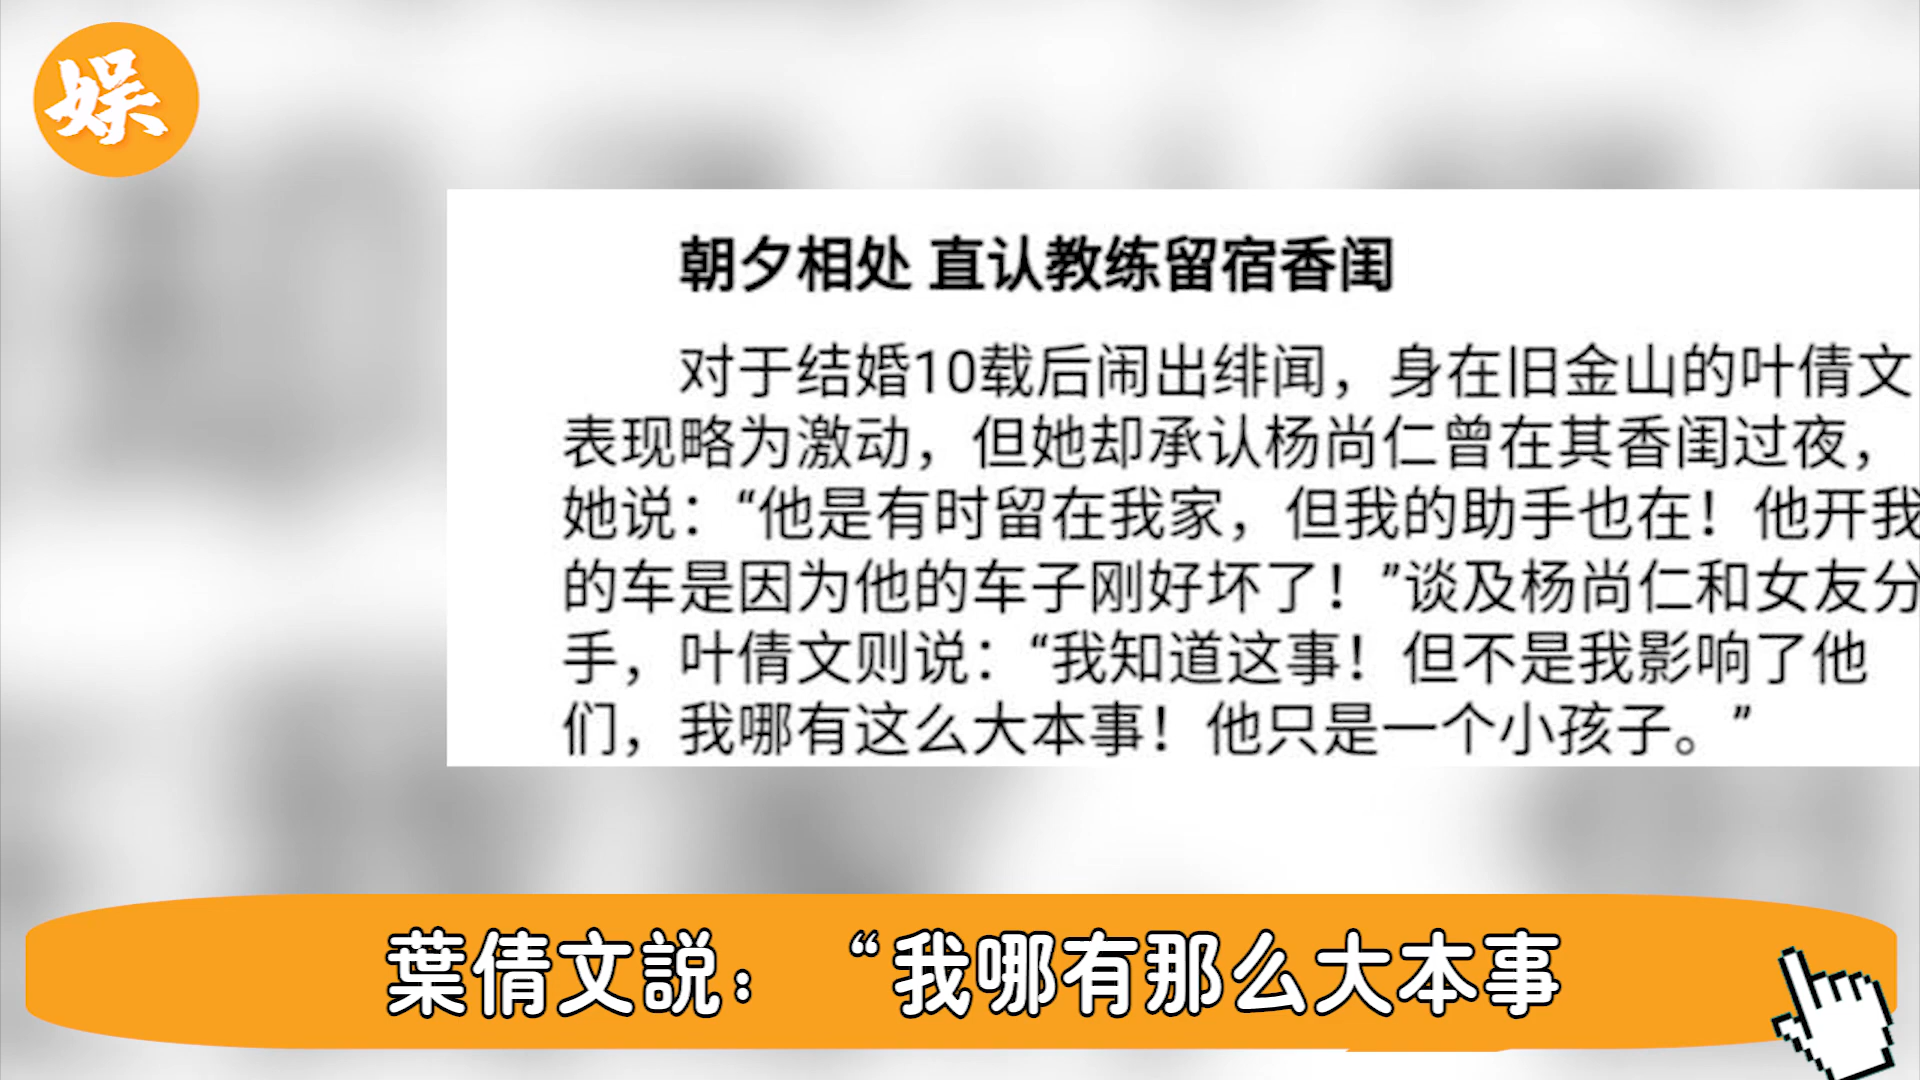 娱
朝夕相处 直认教练留宿香闺
对于结婚10载后闹出绯闻，身在旧金山的叶倩文
表现略为激动，但她却承认杨尚仁曾在其香闺过夜，
她说：“他是有时留在我家，但我的助手也在！他开我
的车是因为他的车子刚好坏了！”谈及杨尚仁和女友分
手，叶倩文则说：“我知道这事！但不是我影响了他
们，我哪有这么大本事！他只是一个小孩子。”
葉倩文説：“我哪有那么大本事